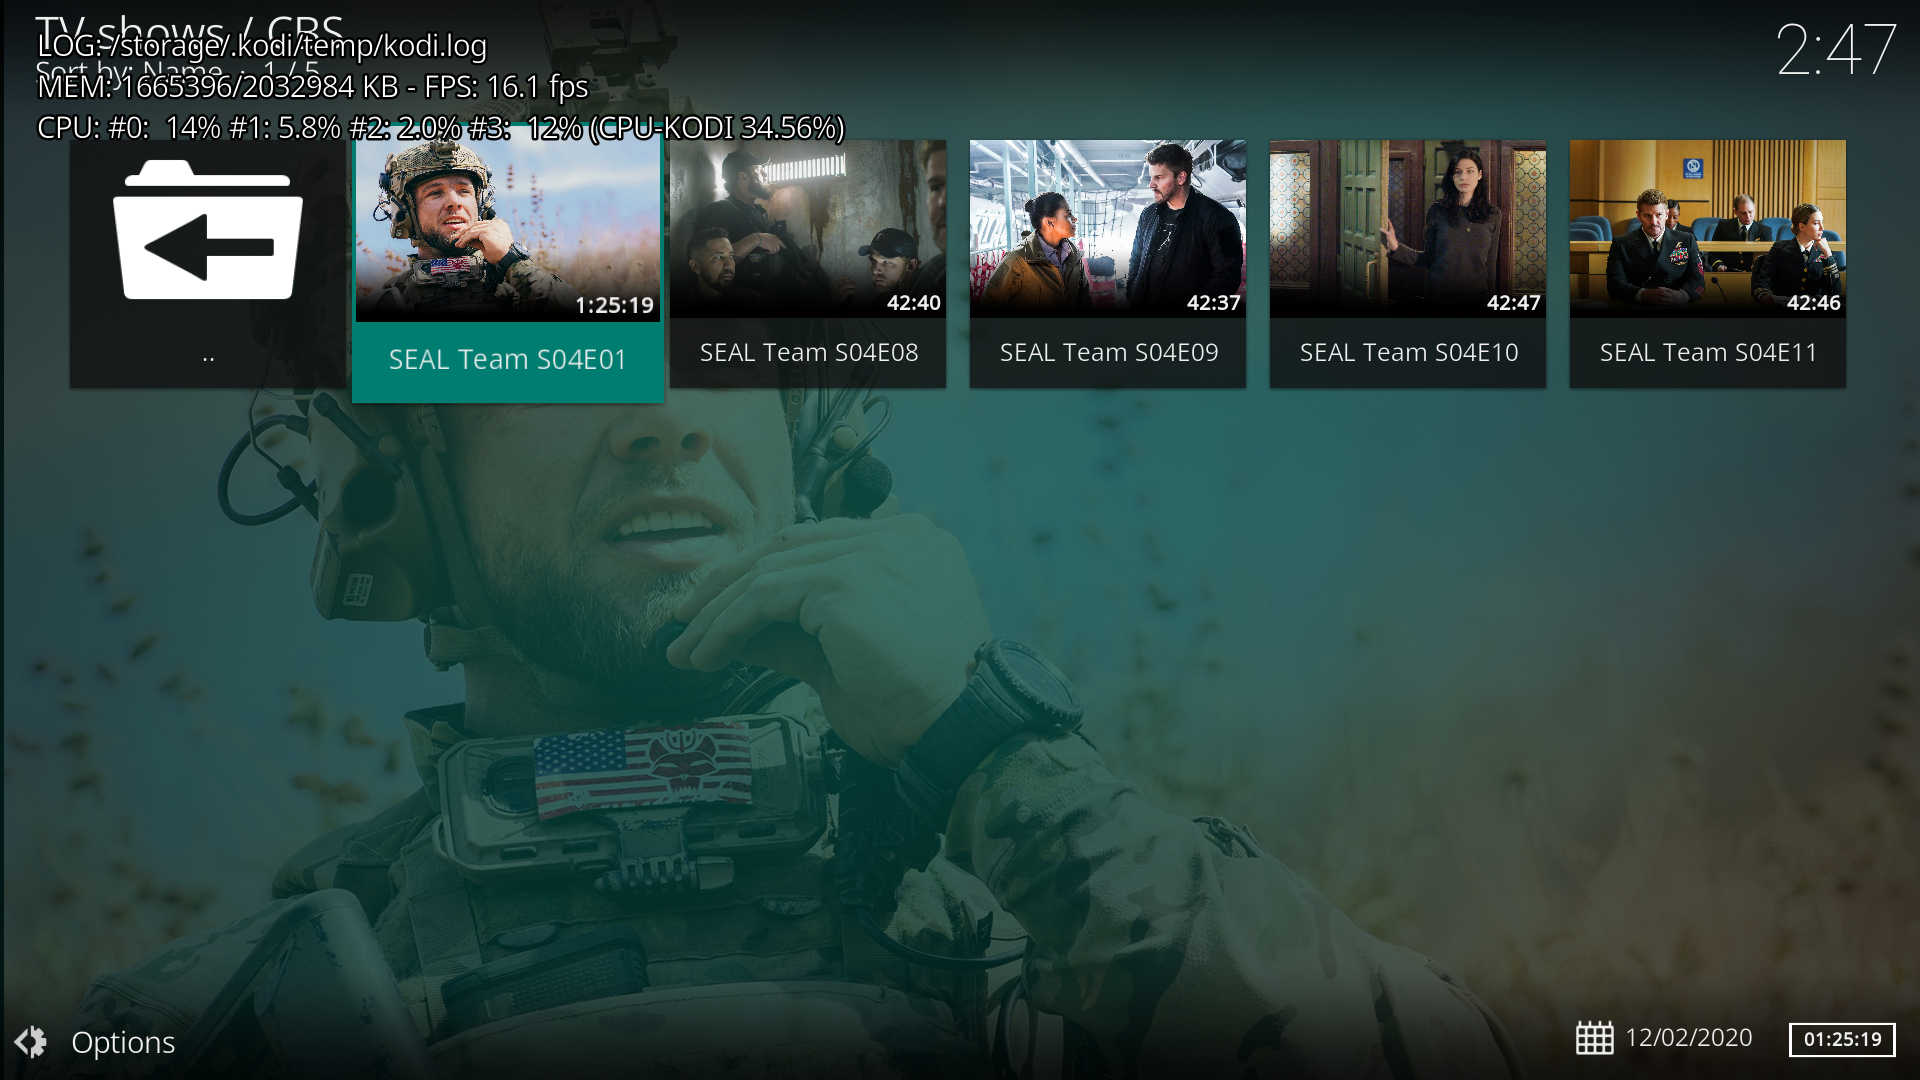 TV shows / CBS
LOG: /storage/.kodi/temp/kodi.log
2:47
Sort by: Name · 1 / 5
MEM: 1665396/2032984 KB - FPS: 16.1 fps
CPU: #0:  14% #1: 5.8% #2: 2.0% #3:  12% (CPU-KODI 34.56%)
1:25:19
42:40
42:37
42:47
42:46
..
SEAL Team S04E01
SEAL Team S04E08
SEAL Team S04E09
SEAL Team S04E10
SEAL Team S04E11
Options
12/02/2020
01:25:19